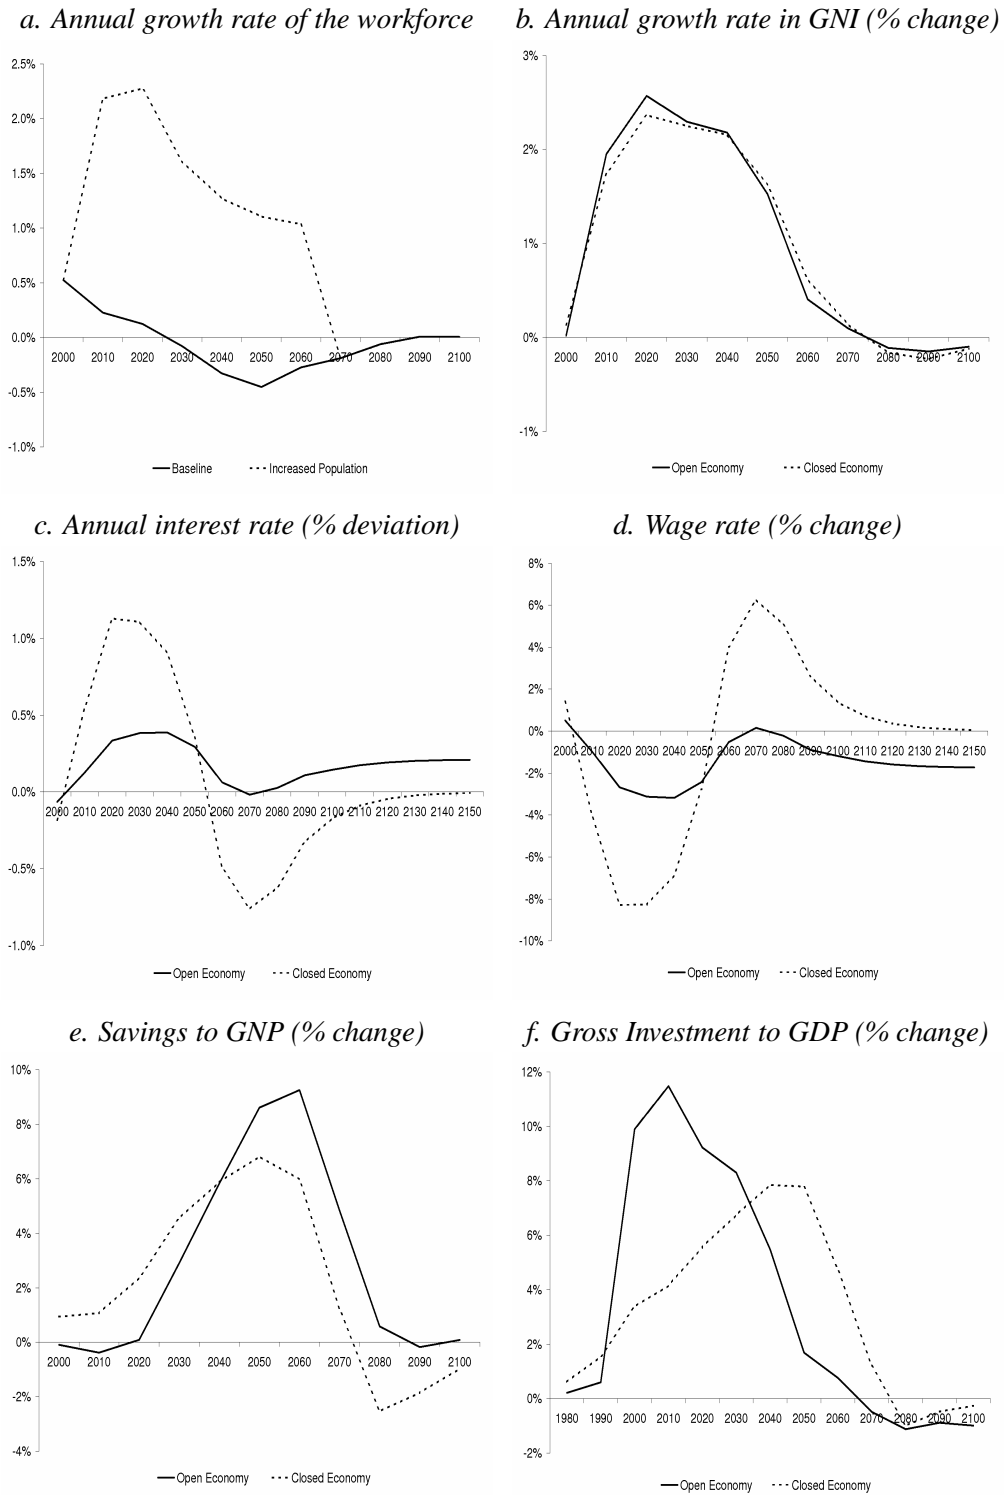 a. Annual growth rate of the workforce
2.5%
2.0%
1.5%
1.0%
0.5%
0.0%
2000 2010 2020 2030 2040 2050 2060 2070 2080 2090 2100
-0.5%
-1.0%
Baseline Increased Population
b. Annual growth rate in GNI (% change)
3%
2%
1%
0%
2000 2010 2020 2030 2040 2050 2060 2070 2080 2090 2100
-1%
Open Economy Closed Economy
c. Annual interest rate (% deviation)
1.5%
1.0%
0.5%
0.0%
2000 2010 2020 2030 2040 2050 2060 2070 2080 2090 2100 2110 2120 2130 2140 2150
-0.5%
-1.0%
Open Economy Closed Economy
d. Wage rate (% change)
8%
6%
4%
2%
0%
2000 2010 2020 2030 2040 2050 2060 2070 2080 2090 2100 2110 2120 2130 2140 2150
-2%
-4%
-6%
-8%
-10%
Open Economy Closed Economy
e. Savings to GNP (% change)
10%
8%
6%
4%
2%
0%
2000 2010 2020 2030 2040 2050 2060 2070 2080 2090 2100
-2%
-4%
Open Economy Closed Economy
f. Gross Investment to GDP (% change)
12%
10%
8%
6%
4%
2%
0%
1980 1990 2000 2010 2020 2030 2040 2050 2060 2070 2080 2090 2100
-2%
Open Economy Closed Economy